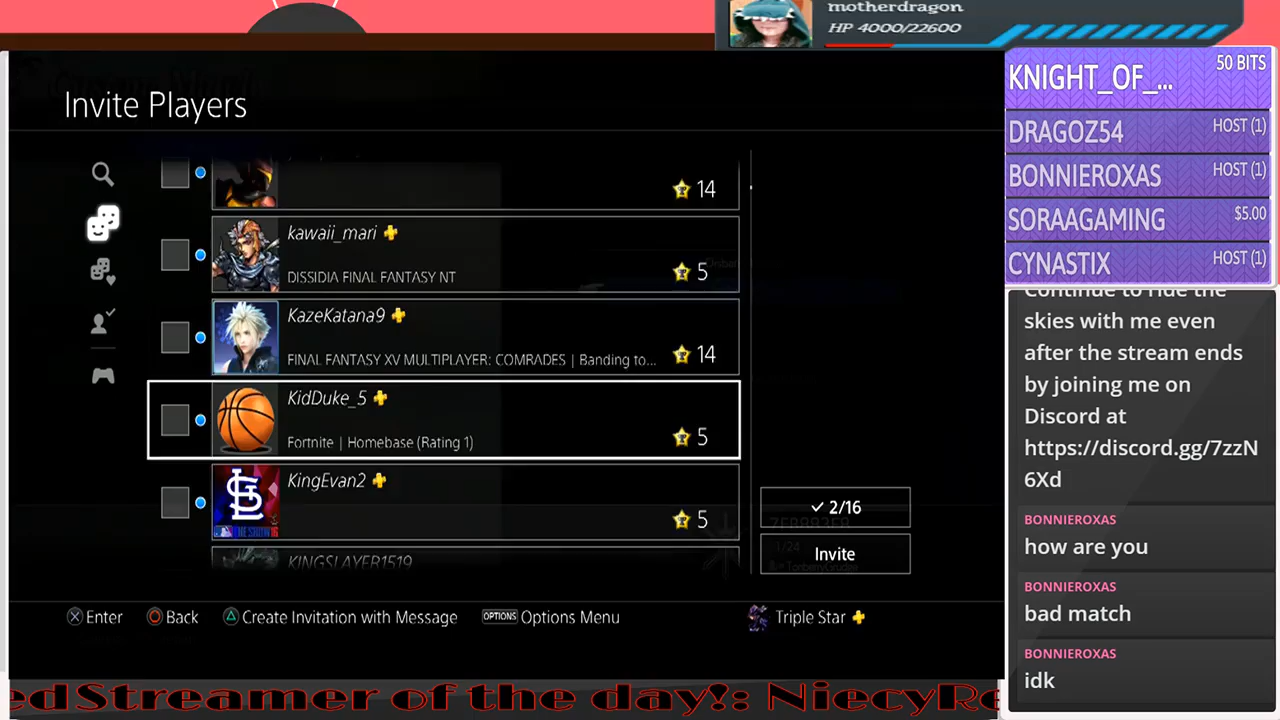 motherdragon
HP 4000/22600
Invite Players
14
kawaii_mari
DISSIDIA FINAL FANTASY NT
5
KazeKatana9
FINAL FANTASY XV MULTIPLAYER: COMRADES | Banding to...
14
KidDuke_5
Fortnite | Homebase (Rating 1)
5
KingEvan2
5
KINGSLAYER1519
2/16
Invite
Enter
Back
Create Invitation with Message
OPTIONS Options Menu
Triple Star
KNIGHT_OF_... 50 BITS
DRAGOZ54 HOST (1)
BONNIEROXAS HOST (1)
SORAAGAMING $5.00
CYNASTIX HOST (1)
Continue to ride the
skies with me even
after the stream ends
by joining me on
Discord at
https://discord.gg/7zzN
6Xd
BONNIEROXAS
how are you
BONNIEROXAS
bad match
BONNIEROXAS
idk
edStreamer of the day!: NiecyRe